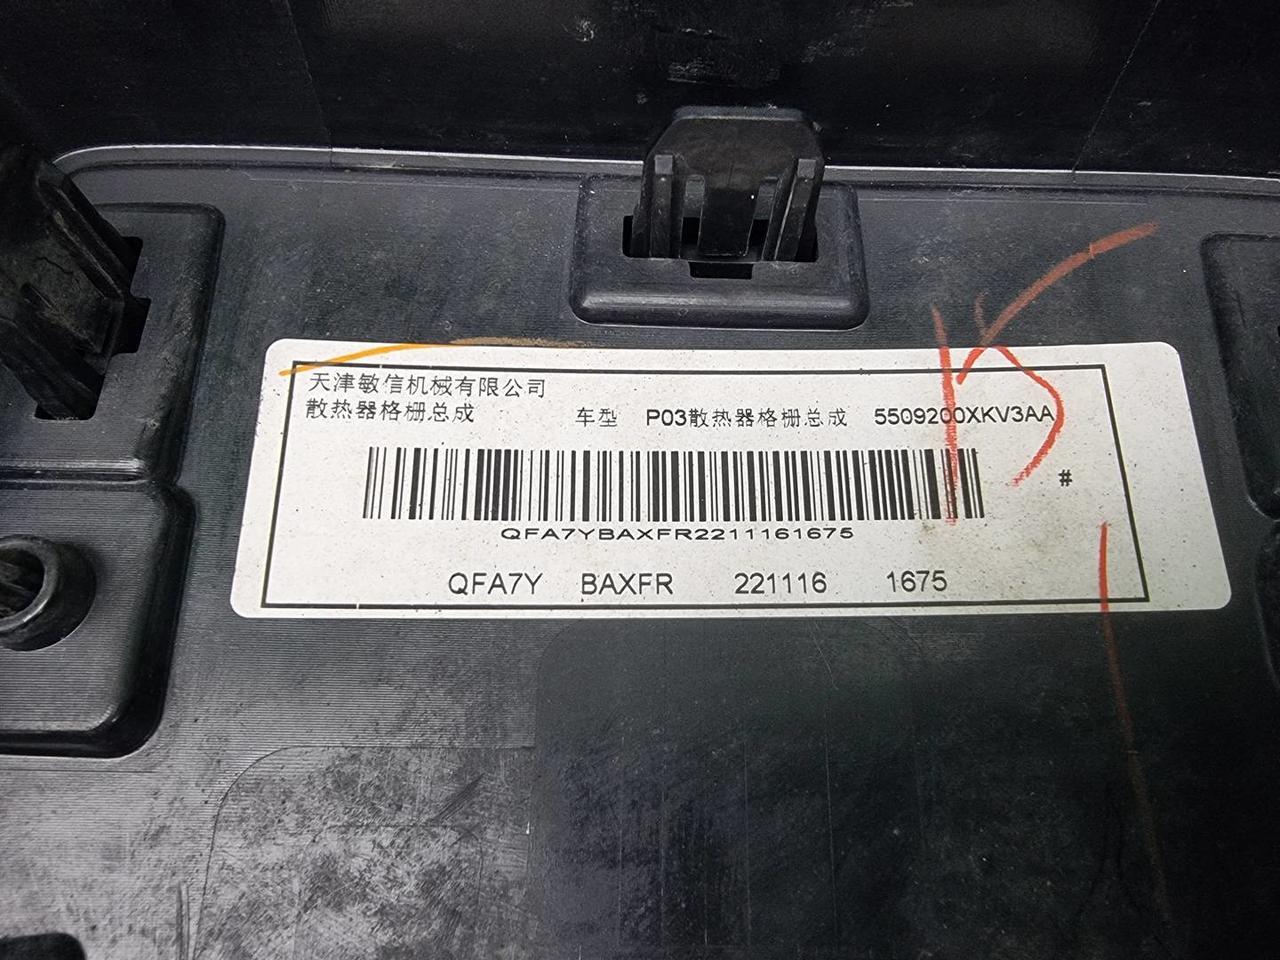 天津敏信机械有限公司
散热器格栅总成 车型 P03散热器格栅总成 5509200XKV3AA
#
QFA7YBAXFR2211161675
QFA7Y BAXFR 221116 1675